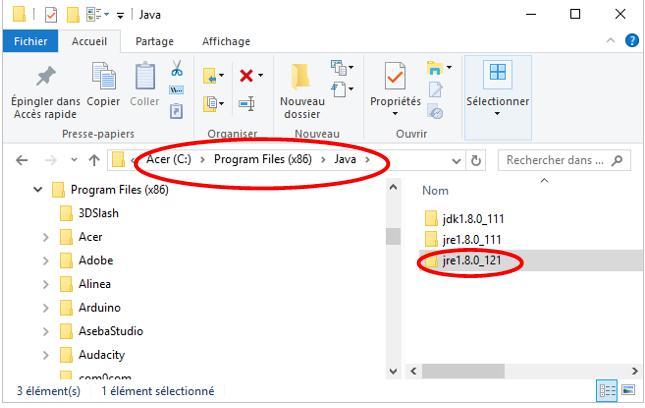 Java
Fichier Accueil Partage Affichage
Épingler dans Accès rapide
Copier
Coller
Nouveau dossier
Propriétés
Sélectionner
Presse-papiers Organiser Nouveau Ouvrir
« Acer (C:) > Program Files (x86) > Java >
Rechercher dans ...
Program Files (x86)
3DSlash
Acer
Adobe
Alinea
Arduino
AsebaStudio
Audacity
com0com
Nom
jdk1.8.0_111
jre1.8.0_111
jre1.8.0_121
3 élément(s) 1 élément sélectionné